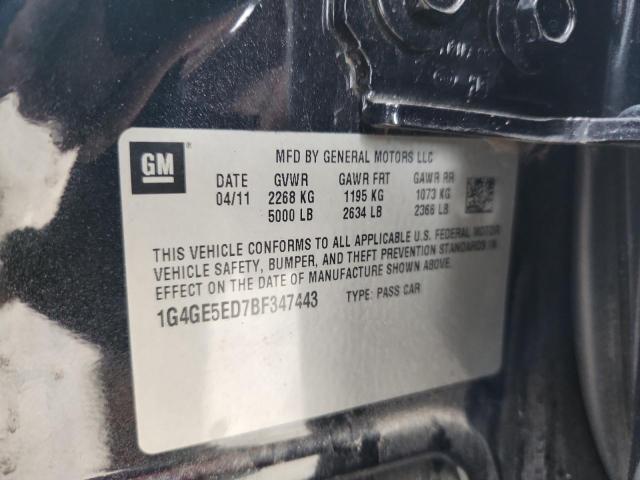 GM
MFD BY GENERAL MOTORS LLC
DATE GVWR GAWR FRT GAWR RR
04/11 2268 KG 1195 KG 1073 KG
5000 LB 2634 LB 2366 LB
THIS VEHICLE CONFORMS TO ALL APPLICABLE U.S. FEDERAL MOTOR
VEHICLE SAFETY, BUMPER, AND THEFT PREVENTION STANDARDS IN
EFFECT ON THE DATE OF MANUFACTURE SHOWN ABOVE.
1G4GE5ED7BF347443 TYPE: PASS CAR